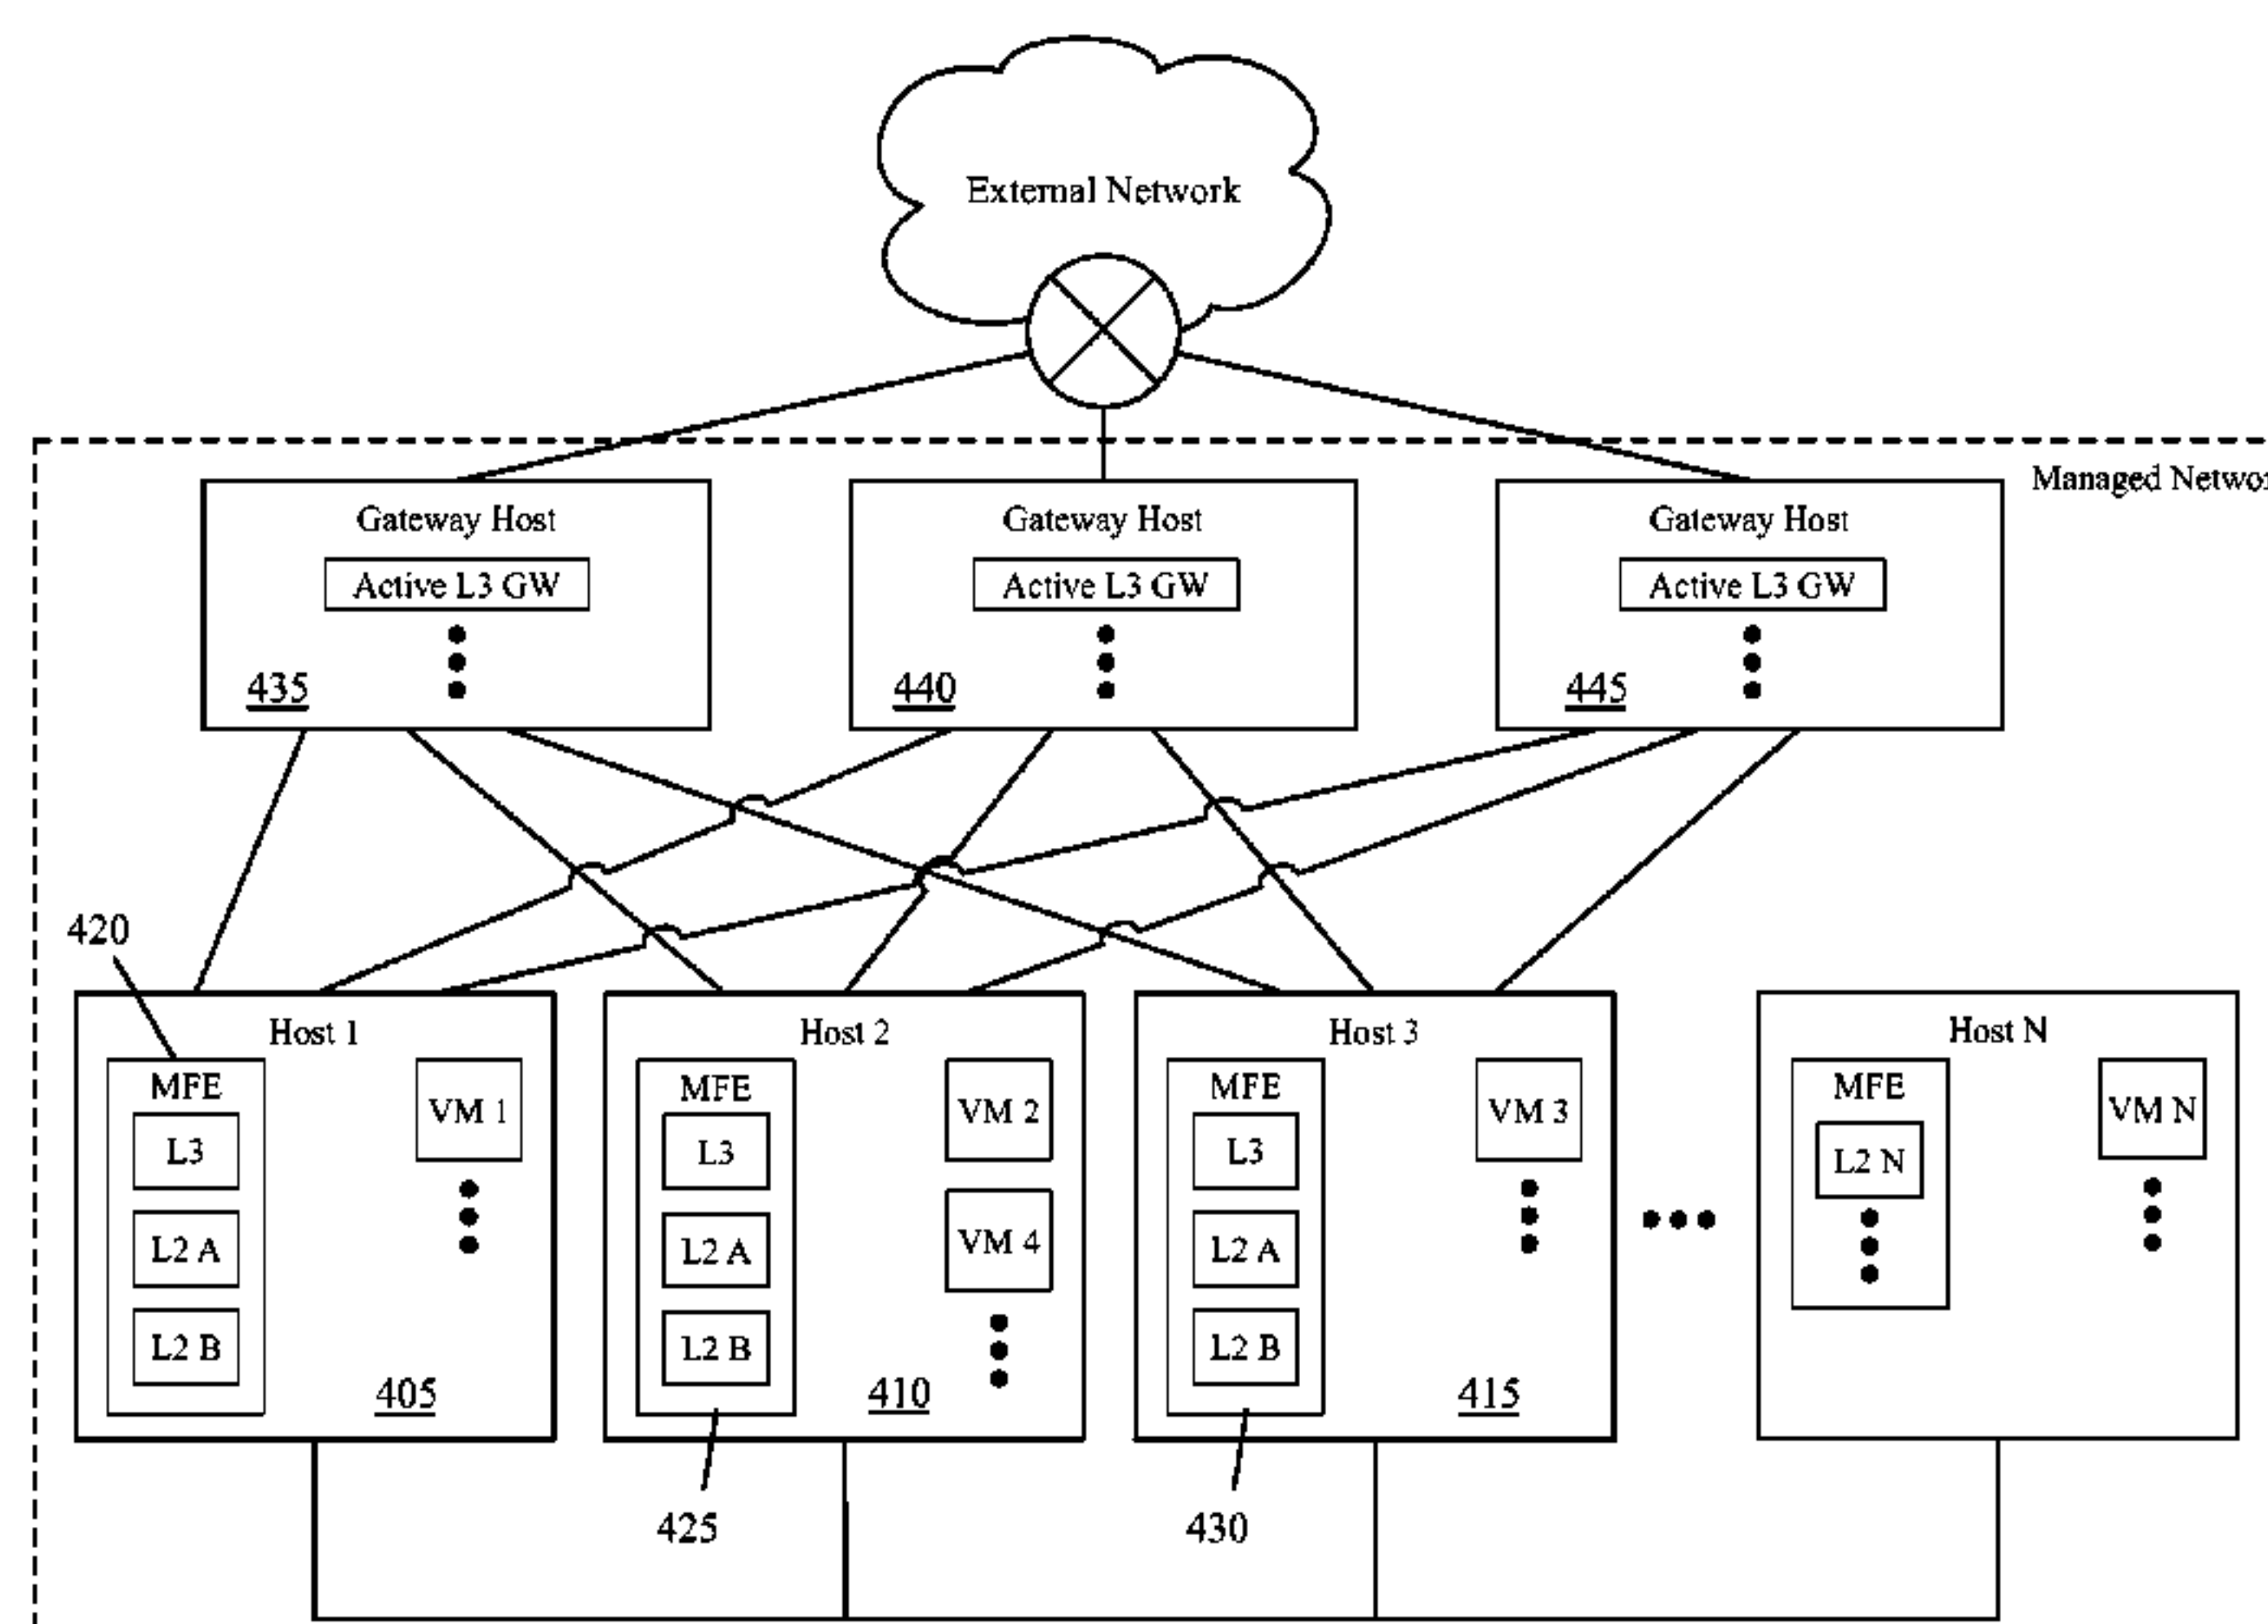 External Network
Managed Networ
Gateway Host
Active L3 GW
435
Gateway Host
Active L3 GW
440
Gateway Host
Active L3 GW
445
420
Host 1
MFE
L3
L2 A
L2 B
VM 1
405
Host 2
MFE
L3
L2 A
L2 B
VM 2
VM 4
410
Host 3
MFE
L3
L2 A
L2 B
VM 3
415
Host N
MFE
L2 N
VM N
425
430